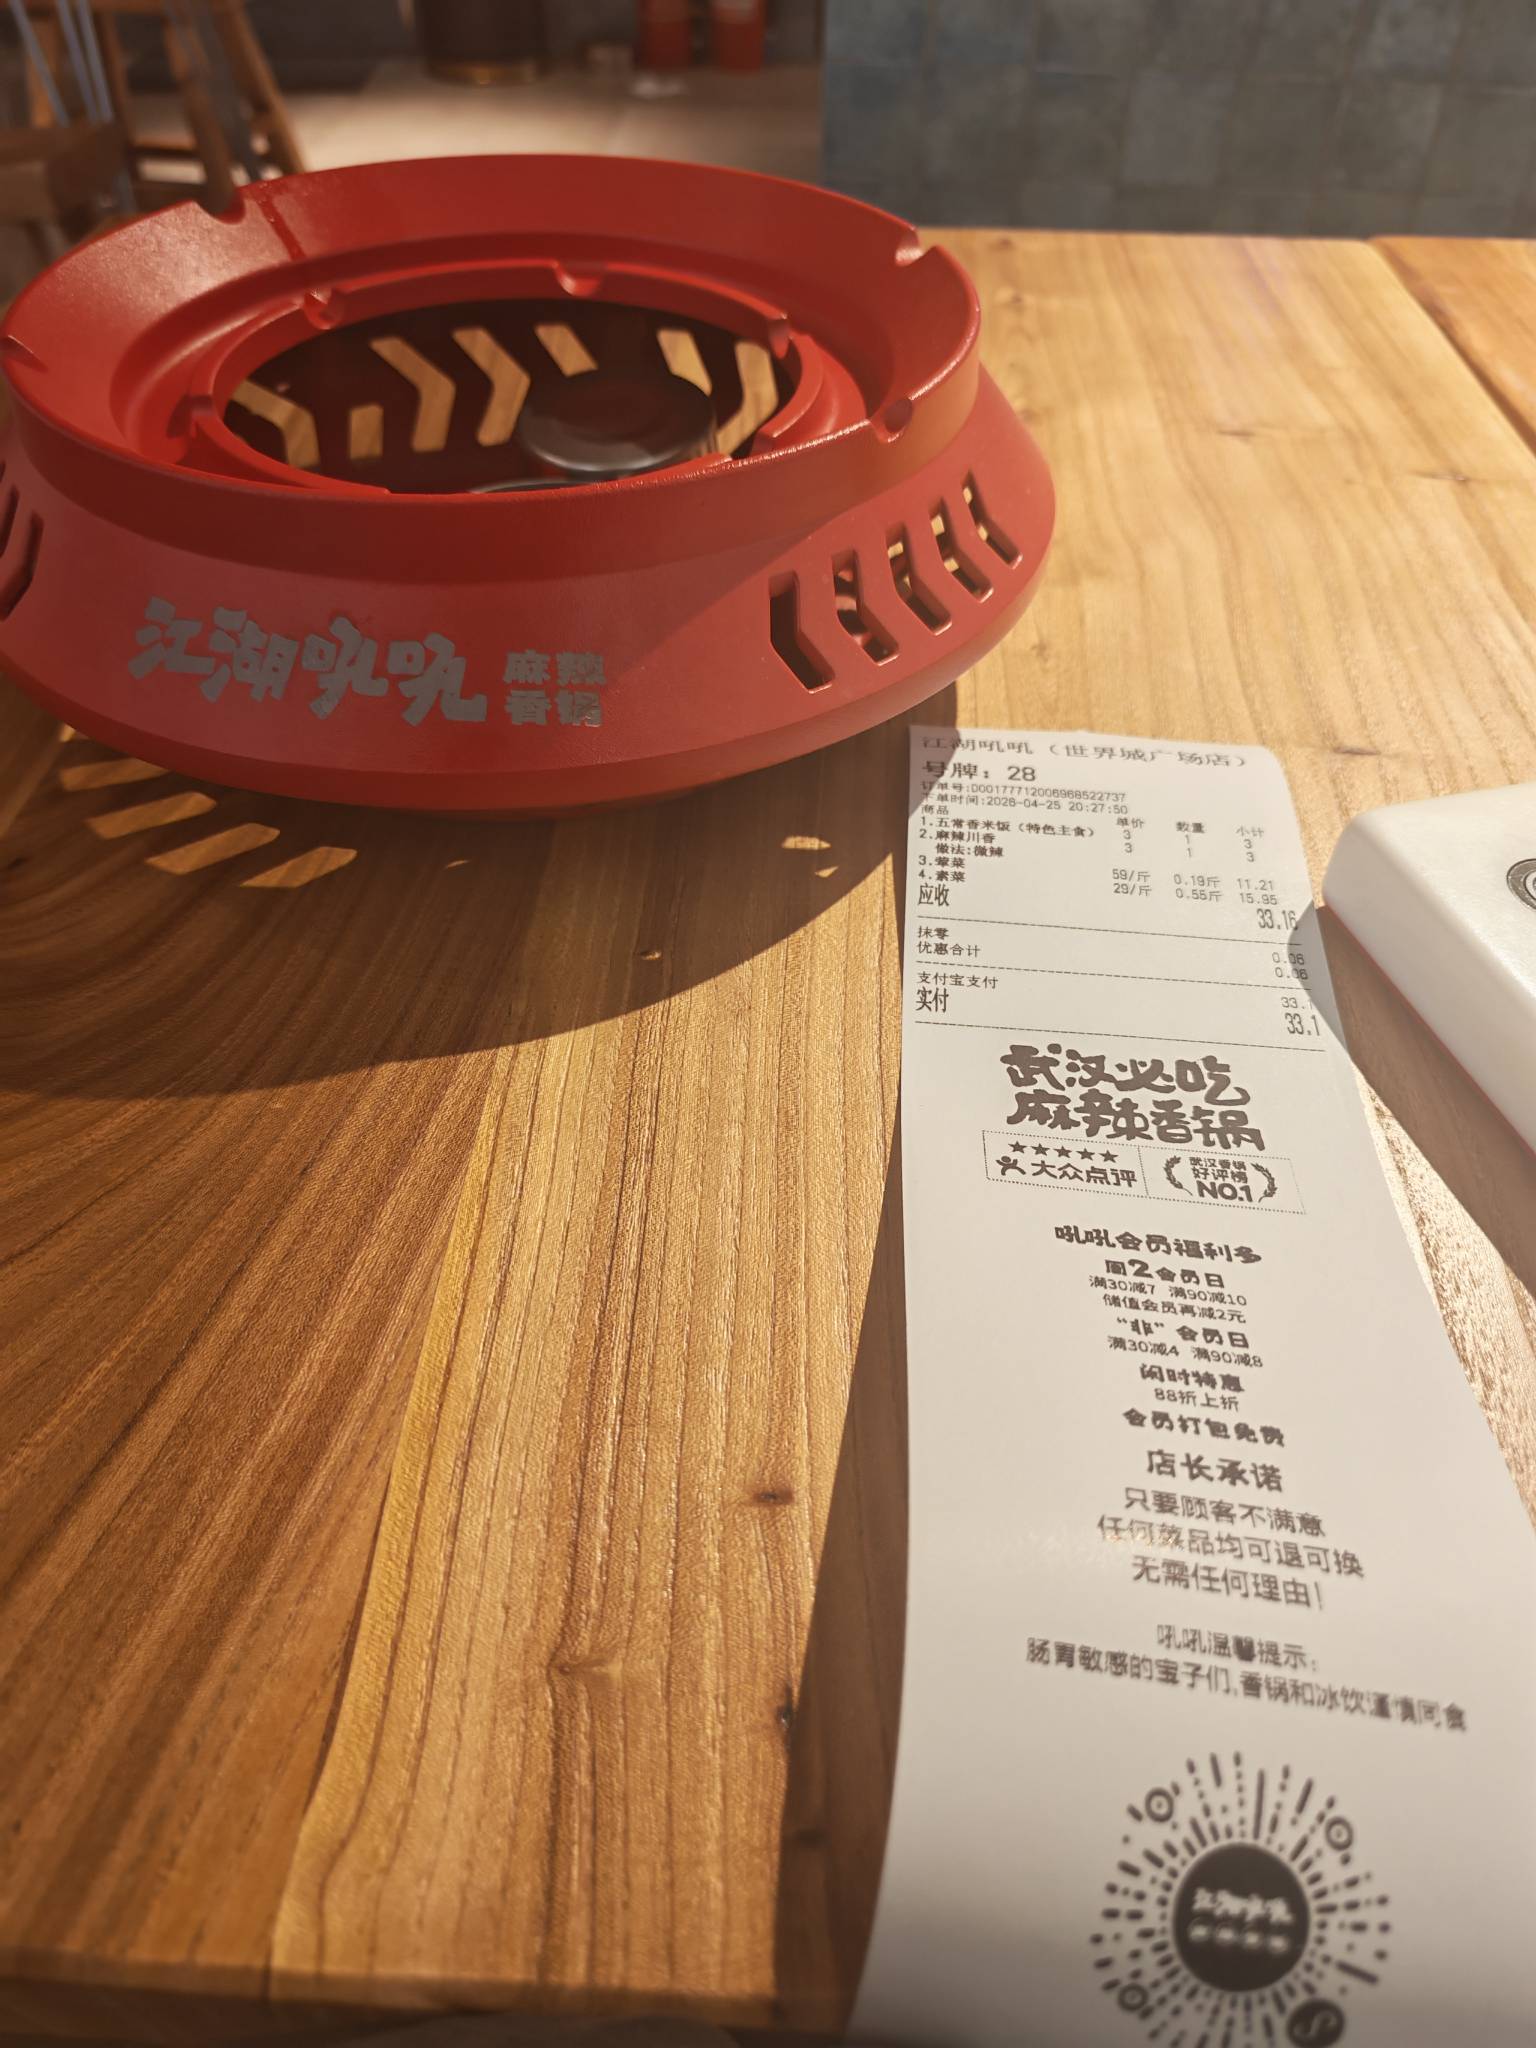 江湖吼吼 麻辣香锅
江湖吼吼（世界城广场店）
号牌：28
订单号:D001777120069685227​37
下单时间:2026-04-25 20:27:50
商品 单价 数量 小计
1.五常香米饭（特色主食） 3 1 3
2.麻辣川香 3 1 3
做法:微辣
3.荤菜 59/斤 0.19斤 11.21
4.素菜 29/斤 0.55斤 15.95
应收 33.16
抹零 0.06
优惠合计 0.06
支付宝支付 33.1
实付 33.1
武汉必吃
麻辣香锅
★★★★★
大众点评
武汉香锅
好评榜
NO.1
吼吼会员福利多
周2会员日
满30减7 满90减10
储值会员再减2元
“非”会员日
满30减4 满90减8
闲时特惠
88折上折
会员打包免费
店长承诺
只要顾客不满意
任何菜品均可退可换
无需任何理由！
吼吼温馨提示：
肠胃敏感的宝子们,香锅和冰饮谨慎同食
江湖吼吼